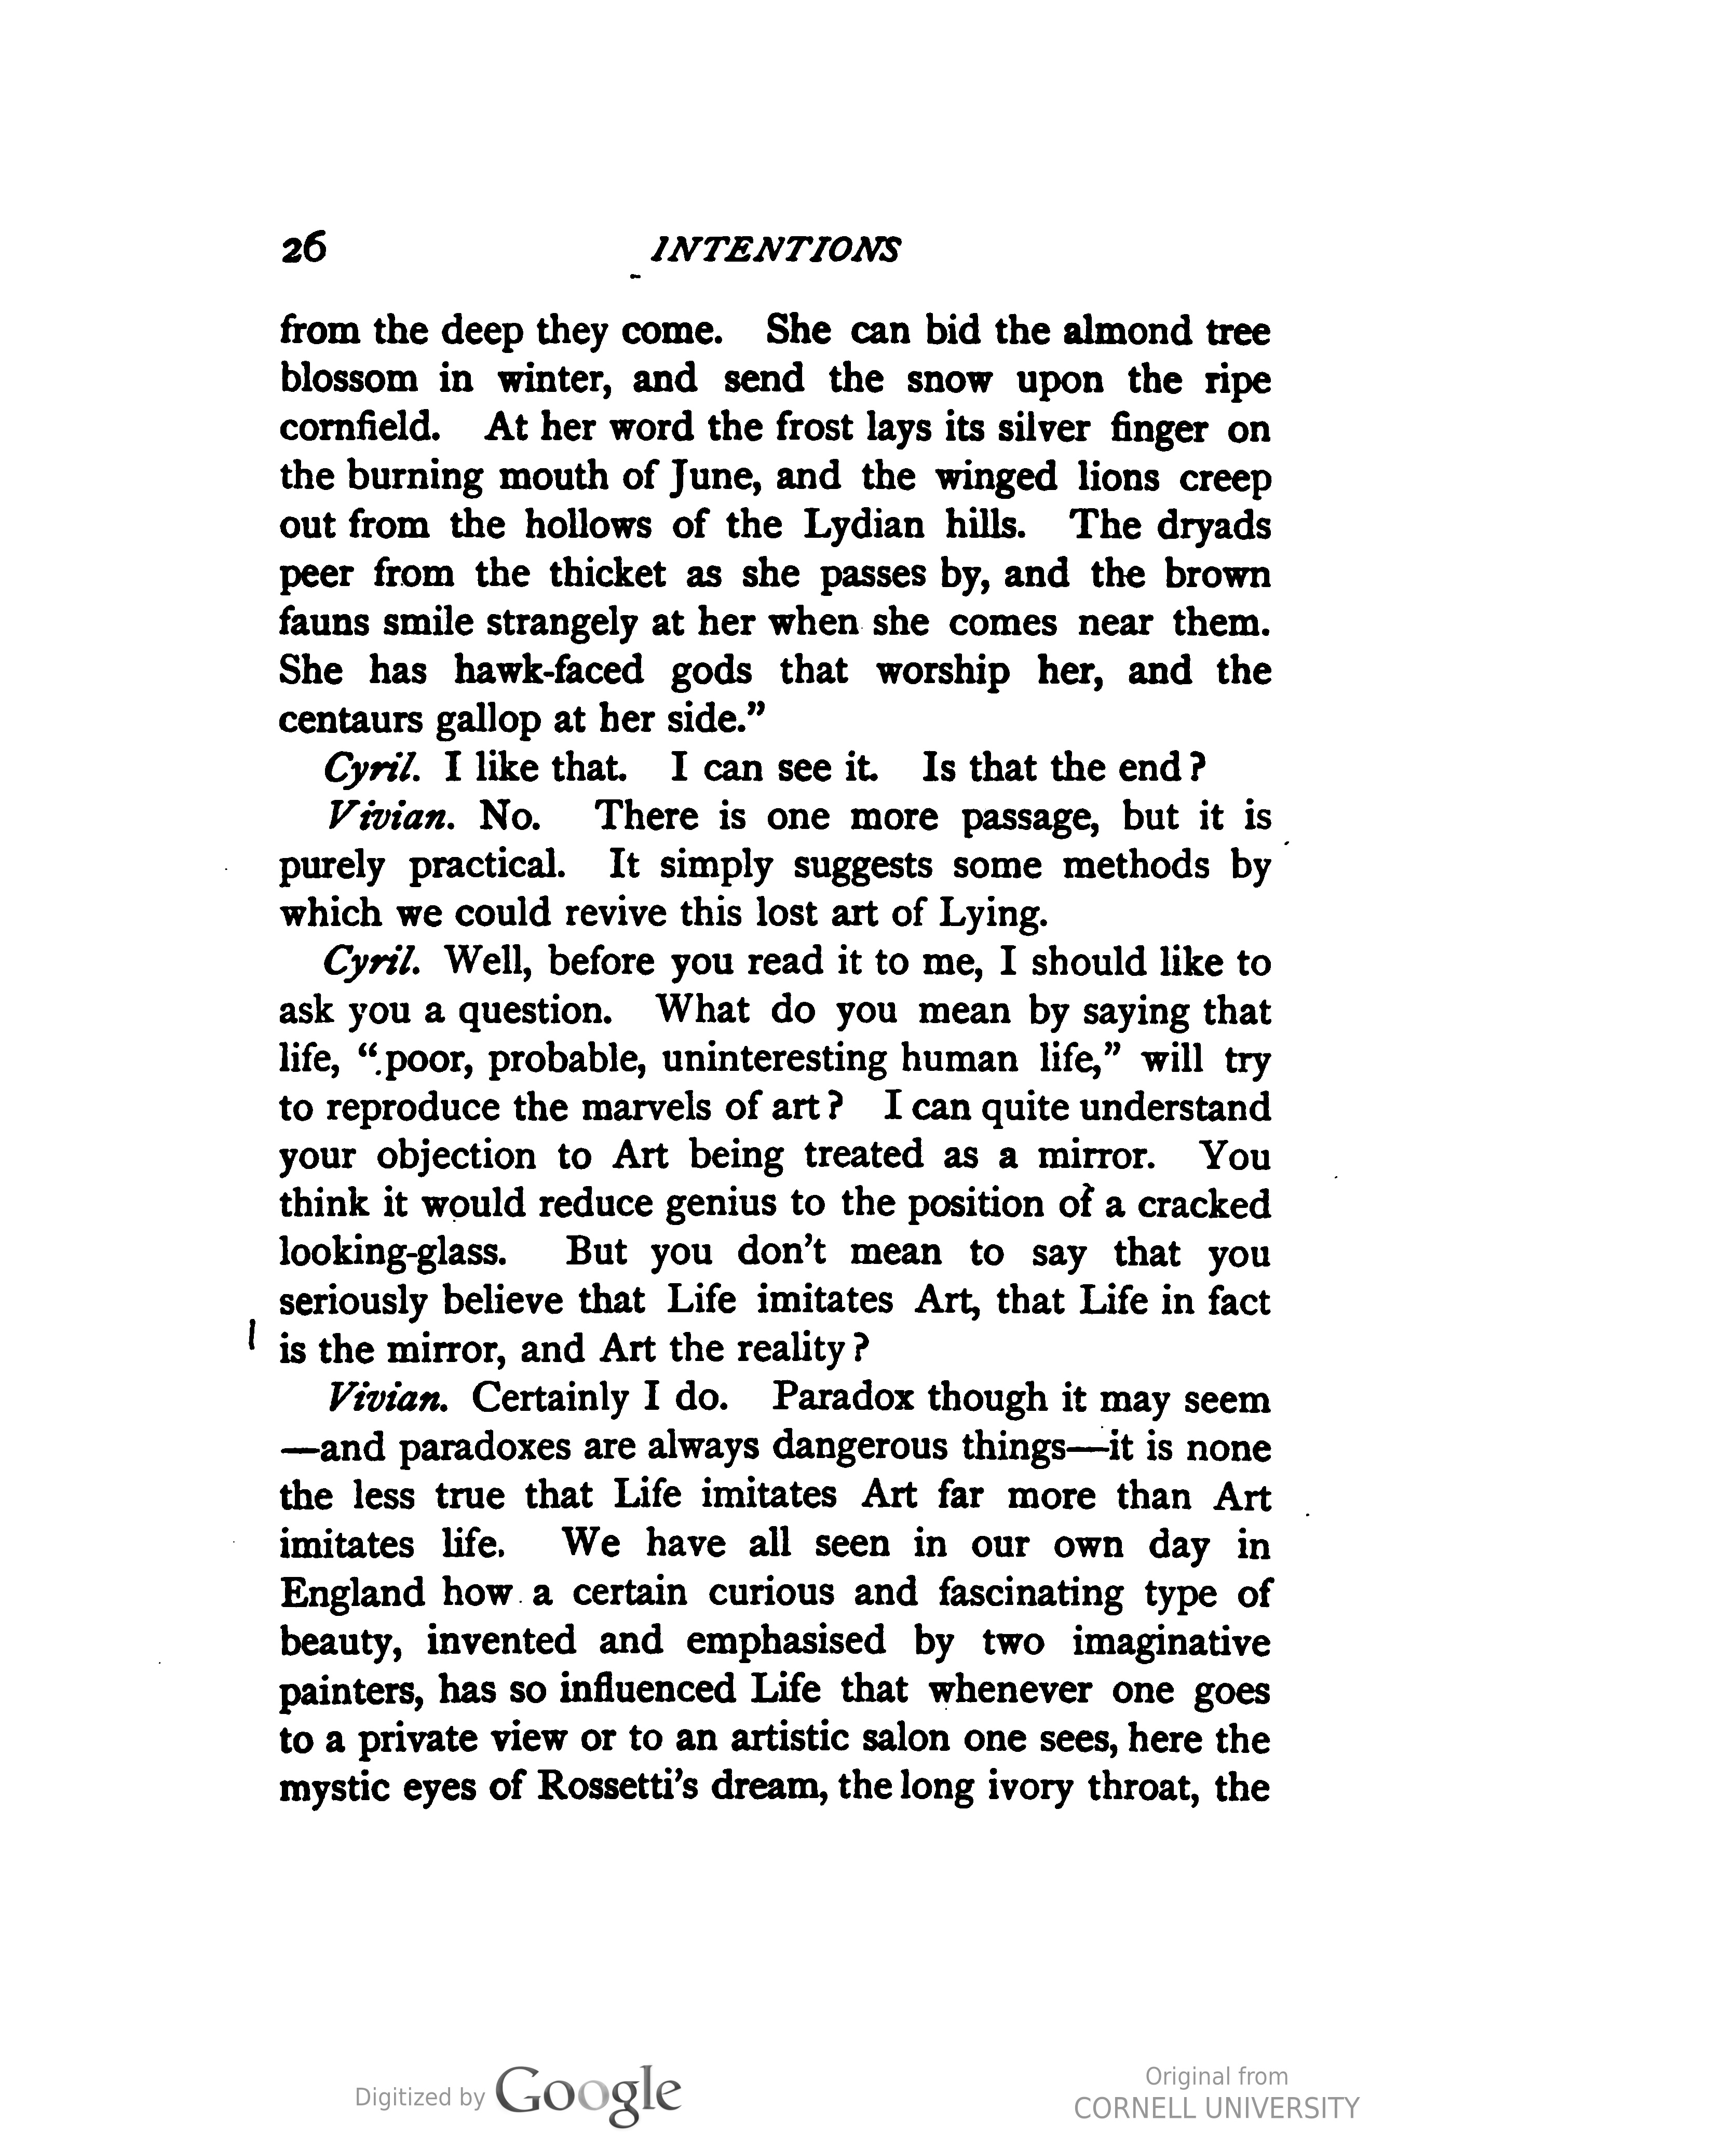 26 INTENTIONS
from the deep they come. She can bid the almond tree
blossom in winter, and send the snow upon the ripe
cornfield. At her word the frost lays its silver finger on
the burning mouth of June, and the winged lions creep
out from the hollows of the Lydian hills. The dryads
peer from the thicket as she passes by, and the brown
fauns smile strangely at her when she comes near them.
She has hawk-faced gods that worship her, and the
centaurs gallop at her side.”
Cyril. I like that. I can see it. Is that the end?
Vivian. No. There is one more passage, but it is
purely practical. It simply suggests some methods by
which we could revive this lost art of Lying.
Cyril. Well, before you read it to me, I should like to
ask you a question. What do you mean by saying that
life, “poor, probable, uninteresting human life,” will try
to reproduce the marvels of art? I can quite understand
your objection to Art being treated as a mirror. You
think it would reduce genius to the position of a cracked
looking-glass. But you don’t mean to say that you
seriously believe that Life imitates Art, that Life in fact
is the mirror, and Art the reality?
Vivian. Certainly I do. Paradox though it may seem
—and paradoxes are always dangerous things—it is none
the less true that Life imitates Art far more than Art
imitates life. We have all seen in our own day in
England how a certain curious and fascinating type of
beauty, invented and emphasised by two imaginative
painters, has so influenced Life that whenever one goes
to a private view or to an artistic salon one sees, here the
mystic eyes of Rossetti’s dream, the long ivory throat, the
Digitized by Google
Original from
CORNELL UNIVERSITY